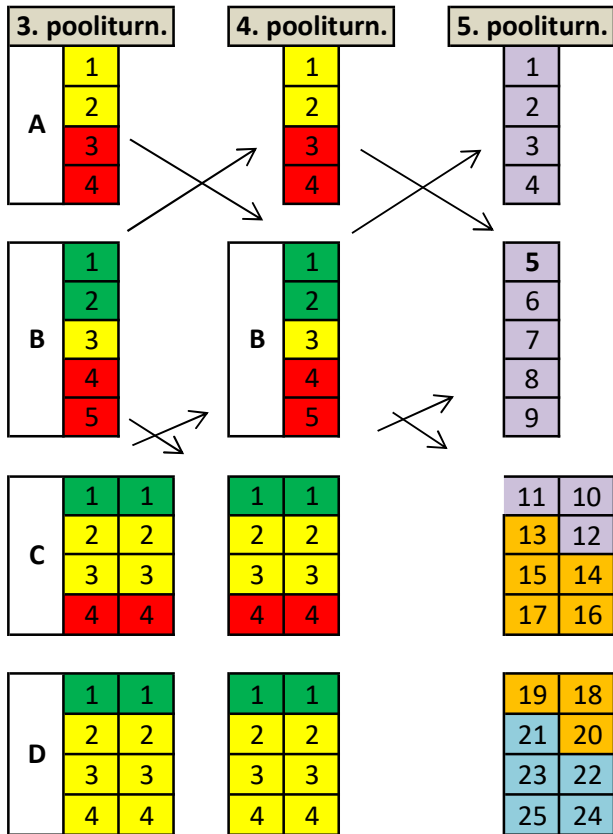 3. pooliturn. 4. pooliturn. 5. pooliturn.
1 1 1
2 2 2
A
3 3 3
4 4 4
1 1 5
2 2 6
B 3 B 3 7
4 4 8
5 5 9
1 1 1 1 11 10
2 2 2 2 13 12
C
3 3 3 3 15 14
4 4 4 4 17 16
1 1 1 1 19 18
2 2 2 2 21 20
D
3 3 3 3 23 22
4 4 4 4 25 24